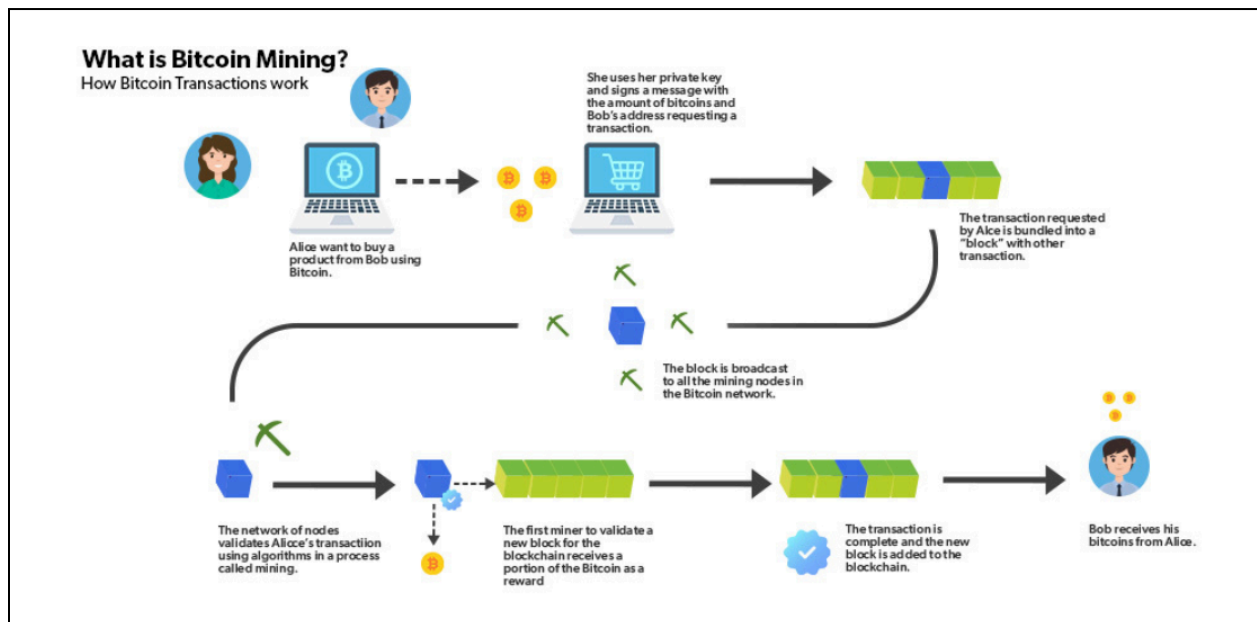 What is Bitcoin Mining?
How Bitcoin Transactions work
She uses her private key
and signs a message with
the amount of bitcoins and
Bob's address requesting a
transaction.
Alice want to buy a
product from Bob using
Bitcoin.
The transaction requested
by Alce is bundled into a
"block" with other
transaction.
The block is broadcast
to all the mining nodes in
the Bitcoin network.
The network of nodes
validates Alicce's transactiion
using algorithms in a process
called mining.
The first miner to validate a
new block for the
blockchain receives a
portion of the Bitcoin as a
reward
The transaction is
complete and the new
block is added to the
blockchain.
Bob receives his
bitcoins from Alice.